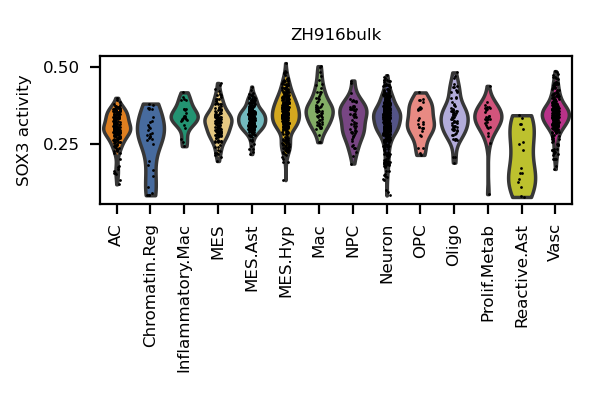 ZH916bulk
SOX3 activity
0.50
0.25
AC
Chromatin.Reg
Inflammatory.Mac
MES
MES.Ast
MES.Hyp
Mac
NPC
Neuron
OPC
Oligo
Prolif.Metab
Reactive.Ast
Vasc